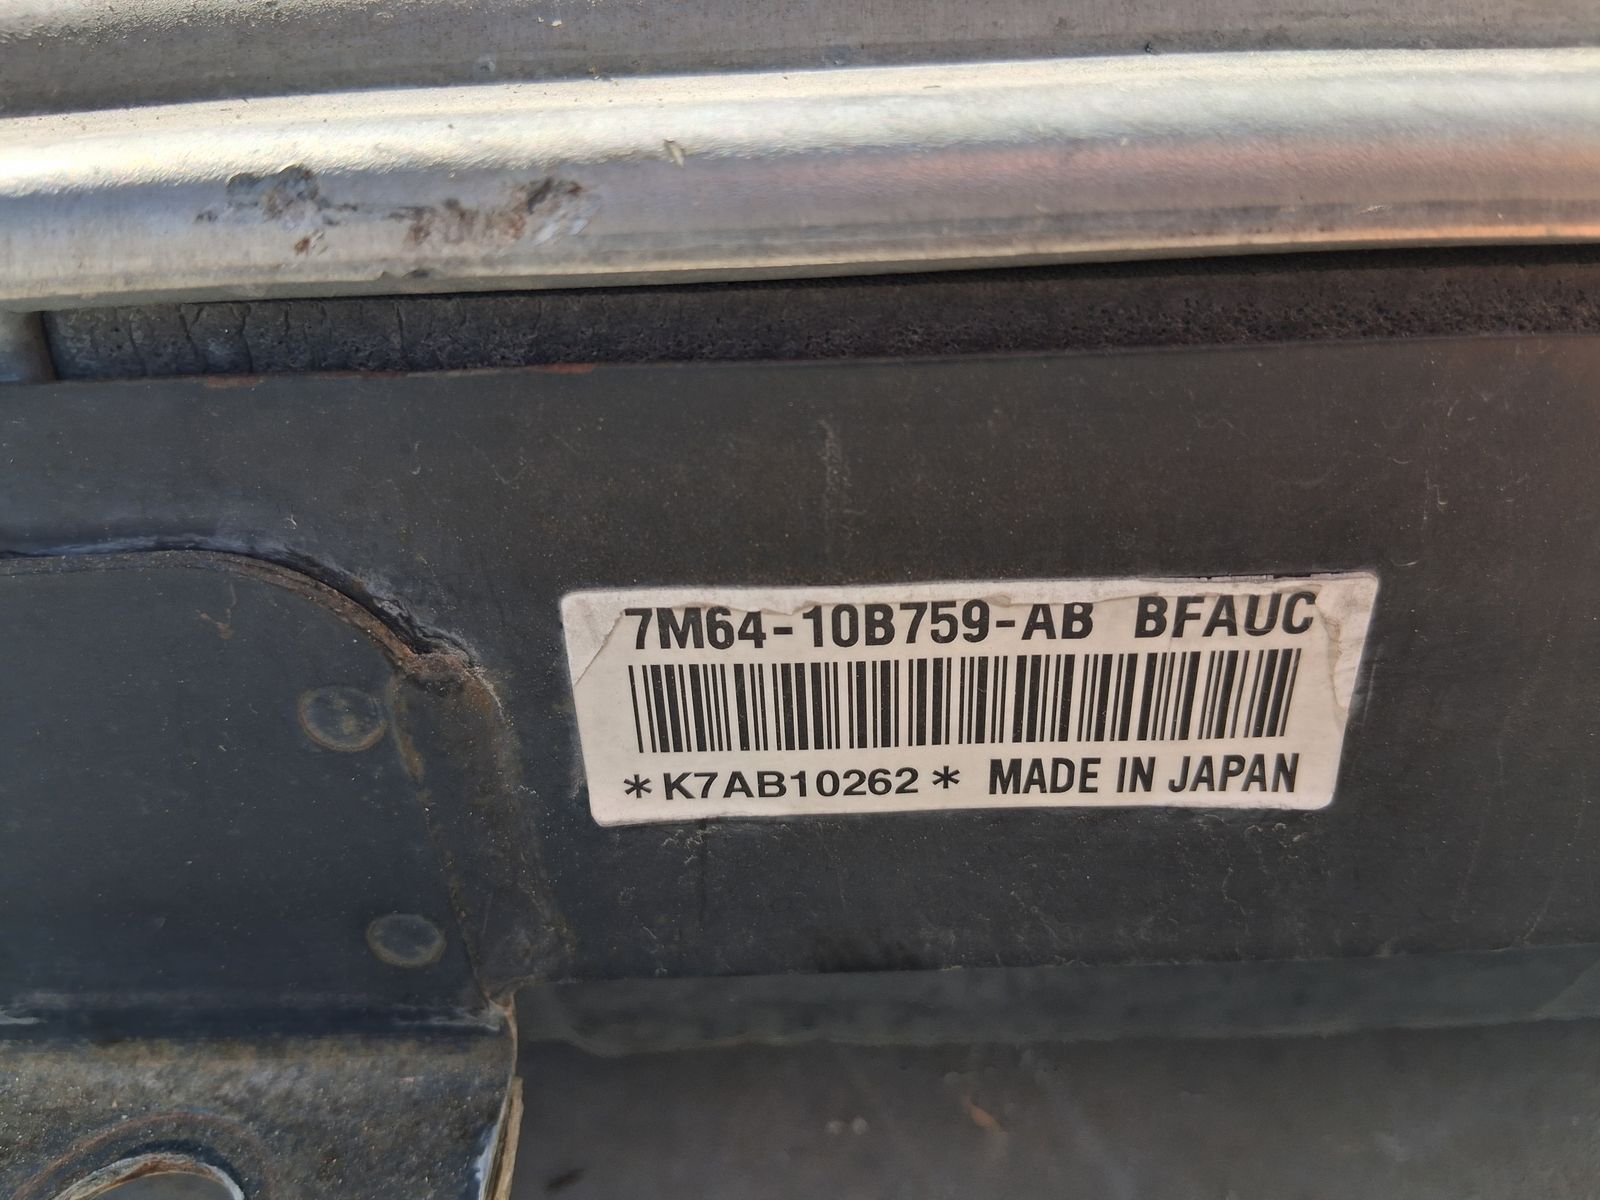 7M64-10B759-AB BFAUC
*K7AB10262* MADE IN JAPAN